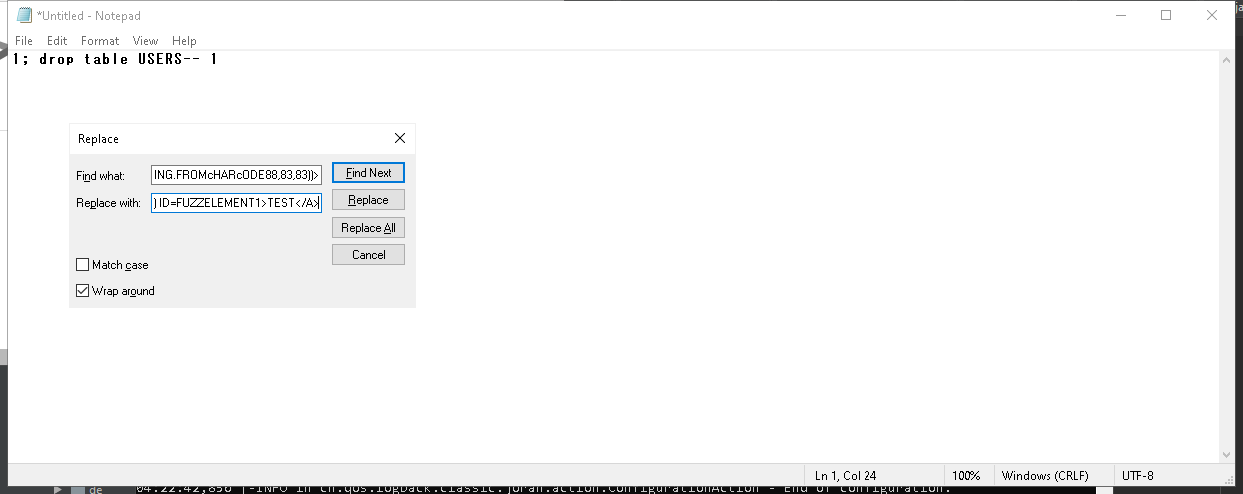 *Untitled - Notepad
File Edit Format View Help
1; drop table USERS-- 1
Replace
Find what: ING.FROMcHARcODE88,83,83))>
Find Next
Replace with: ) ID=FUZZELEMENT1>TEST</A>
Replace
Replace All
Cancel
Match case
Wrap around
Ln 1, Col 24 100% Windows (CRLF) UTF-8
de 04:22:42,856 |-INFO in ch.qos.logback.classic.joran.action.ConfigurationAction - End of configuration.